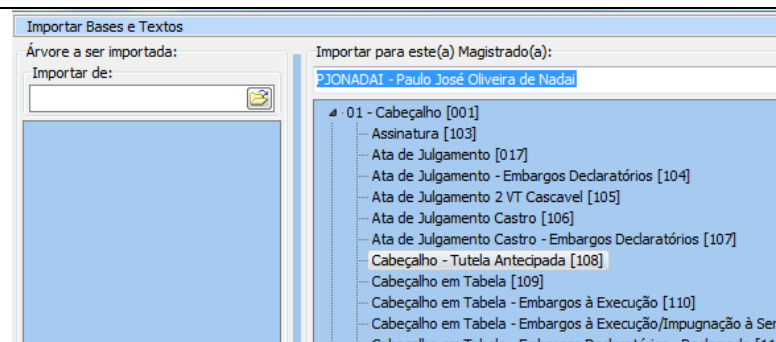 Importar Bases e Textos
Árvore a ser importada:
Importar de:
Importar para este(a) Magistrado(a):
PJONADAI - Paulo José Oliveira de Nadai
01 - Cabeçalho [001]
Assinatura [103]
Ata de Julgamento [017]
Ata de Julgamento - Embargos Declaratórios [104]
Ata de Julgamento 2 VT Cascavel [105]
Ata de Julgamento Castro [106]
Ata de Julgamento Castro - Embargos Declaratórios [107]
Cabeçalho - Tutela Antecipada [108]
Cabeçalho em Tabela [109]
Cabeçalho em Tabela - Embargos à Execução [110]
Cabeçalho em Tabela - Embargos à Execução/Impugnação à